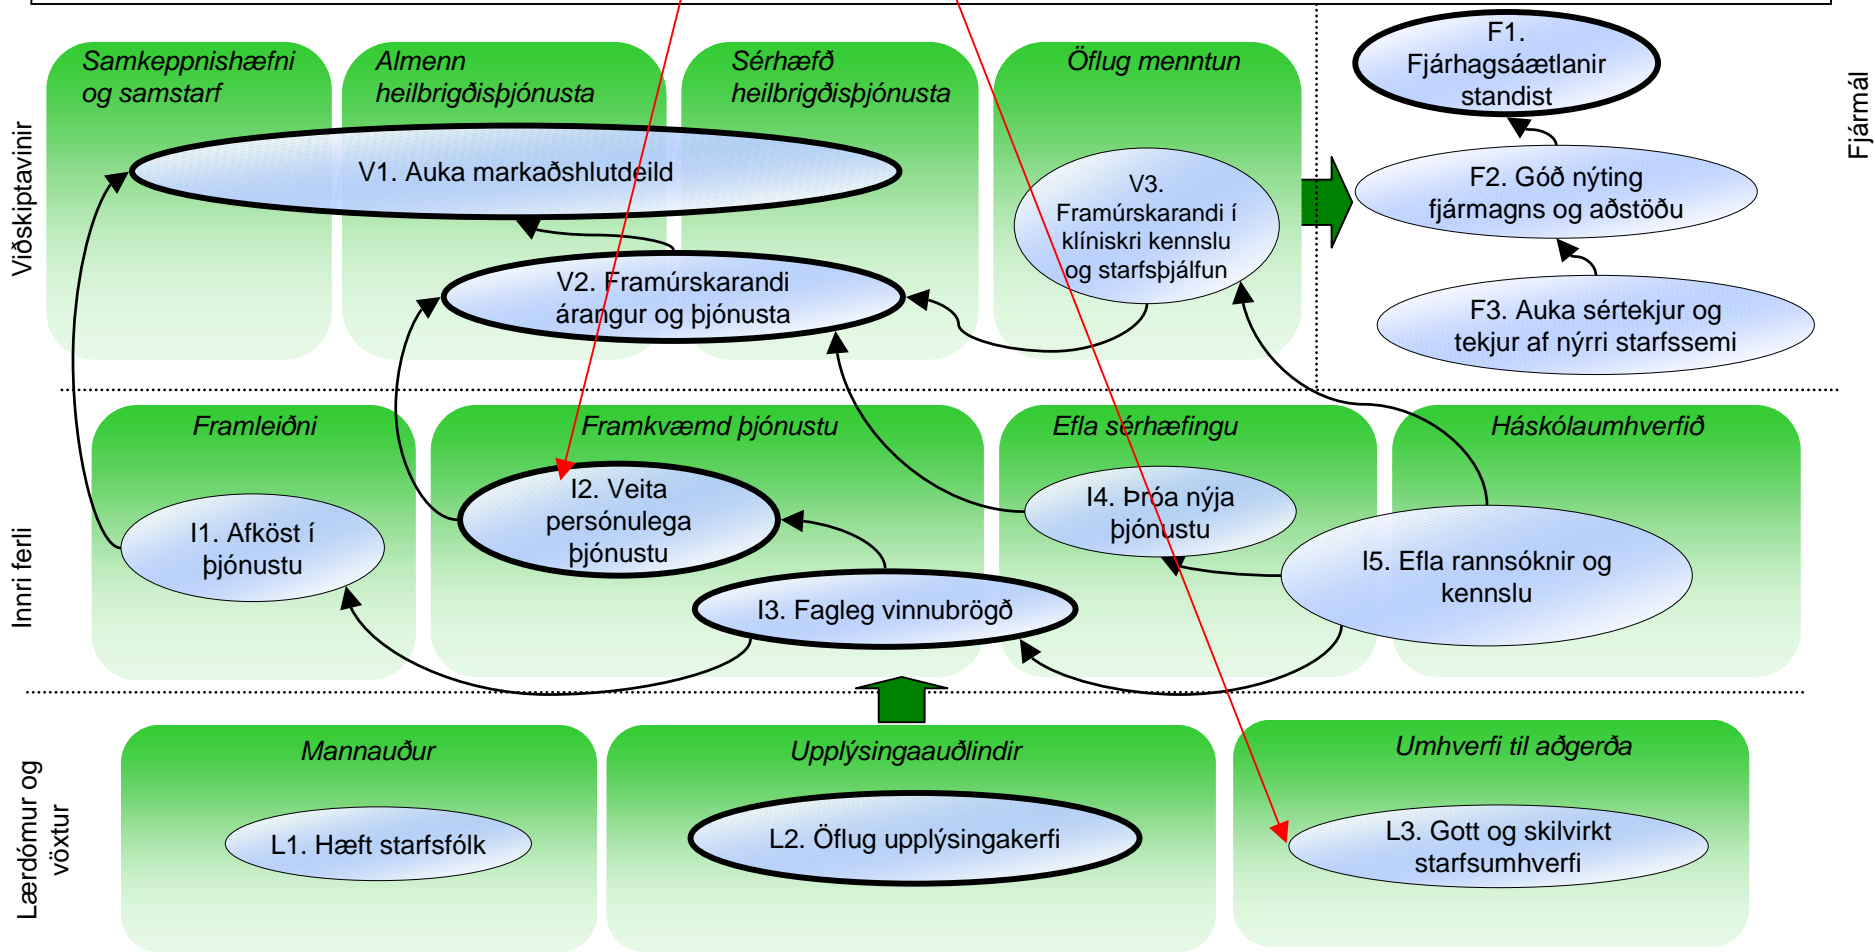 Viðskiptavinir
Samkeppnishæfni
og samstarf
Almenn
heilbrigðisþjónusta
Sérhæfð
heilbrigðisþjónusta
Öflug menntun
V1. Auka markaðshlutdeild
V2. Framúrskarandi
árangur og þjónusta
V3.
Framúrskarandi í
klíniskri kennslu
og starfsþjálfun
F1.
Fjárhagsáætlanir
standist
F2. Góð nýting
fjármagns og aðstöðu
F3. Auka sértekjur og
tekjur af nýrri starfssemi
Fjármál
Innri ferli
Framleiðni
Framkvæmd þjónustu
Efla sérhæfingu
Háskólaumhverfið
I1. Afköst í
þjónustu
I2. Veita
persónulega
þjónustu
I3. Fagleg vinnubrögð
I4. Þróa nýja
þjónustu
I5. Efla rannsóknir og
kennslu
Lærdómur og
vöxtur
Mannauður
Upplýsingaauðlindir
Umhverfi til aðgerða
L1. Hæft starfsfólk
L2. Öflug upplýsingakerfi
L3. Gott og skilvirkt
starfsumhverfi